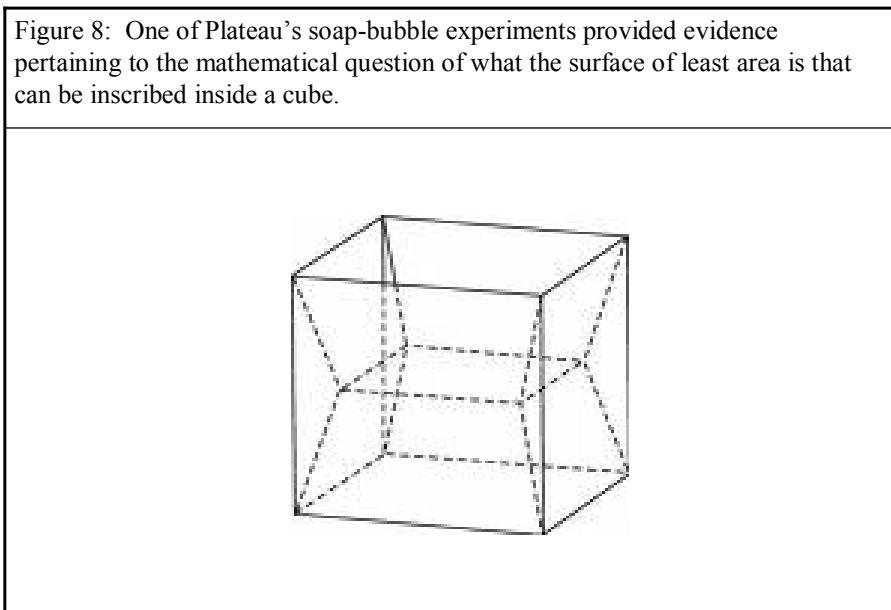 Figure 8:  One of Plateau’s soap-bubble experiments provided evidence
pertaining to the mathematical question of what the surface of least area is that
can be inscribed inside a cube.